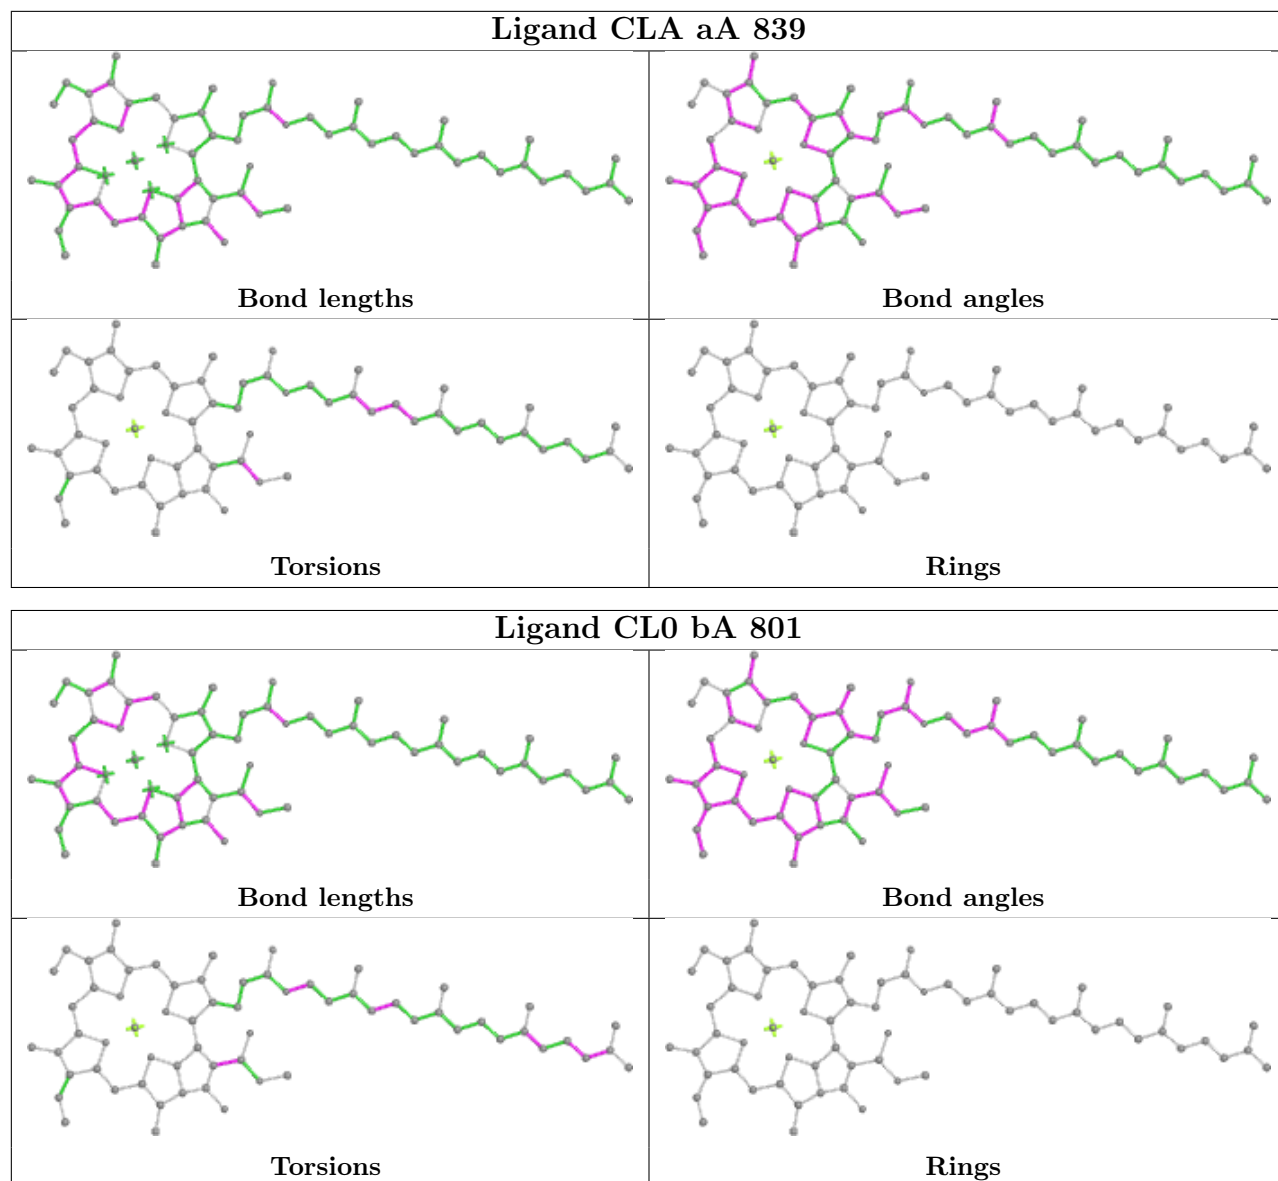 Ligand CLA aA 839
Bond lengths
Bond angles
Torsions
Rings
Ligand CL0 bA 801
Bond lengths
Bond angles
Torsions
Rings